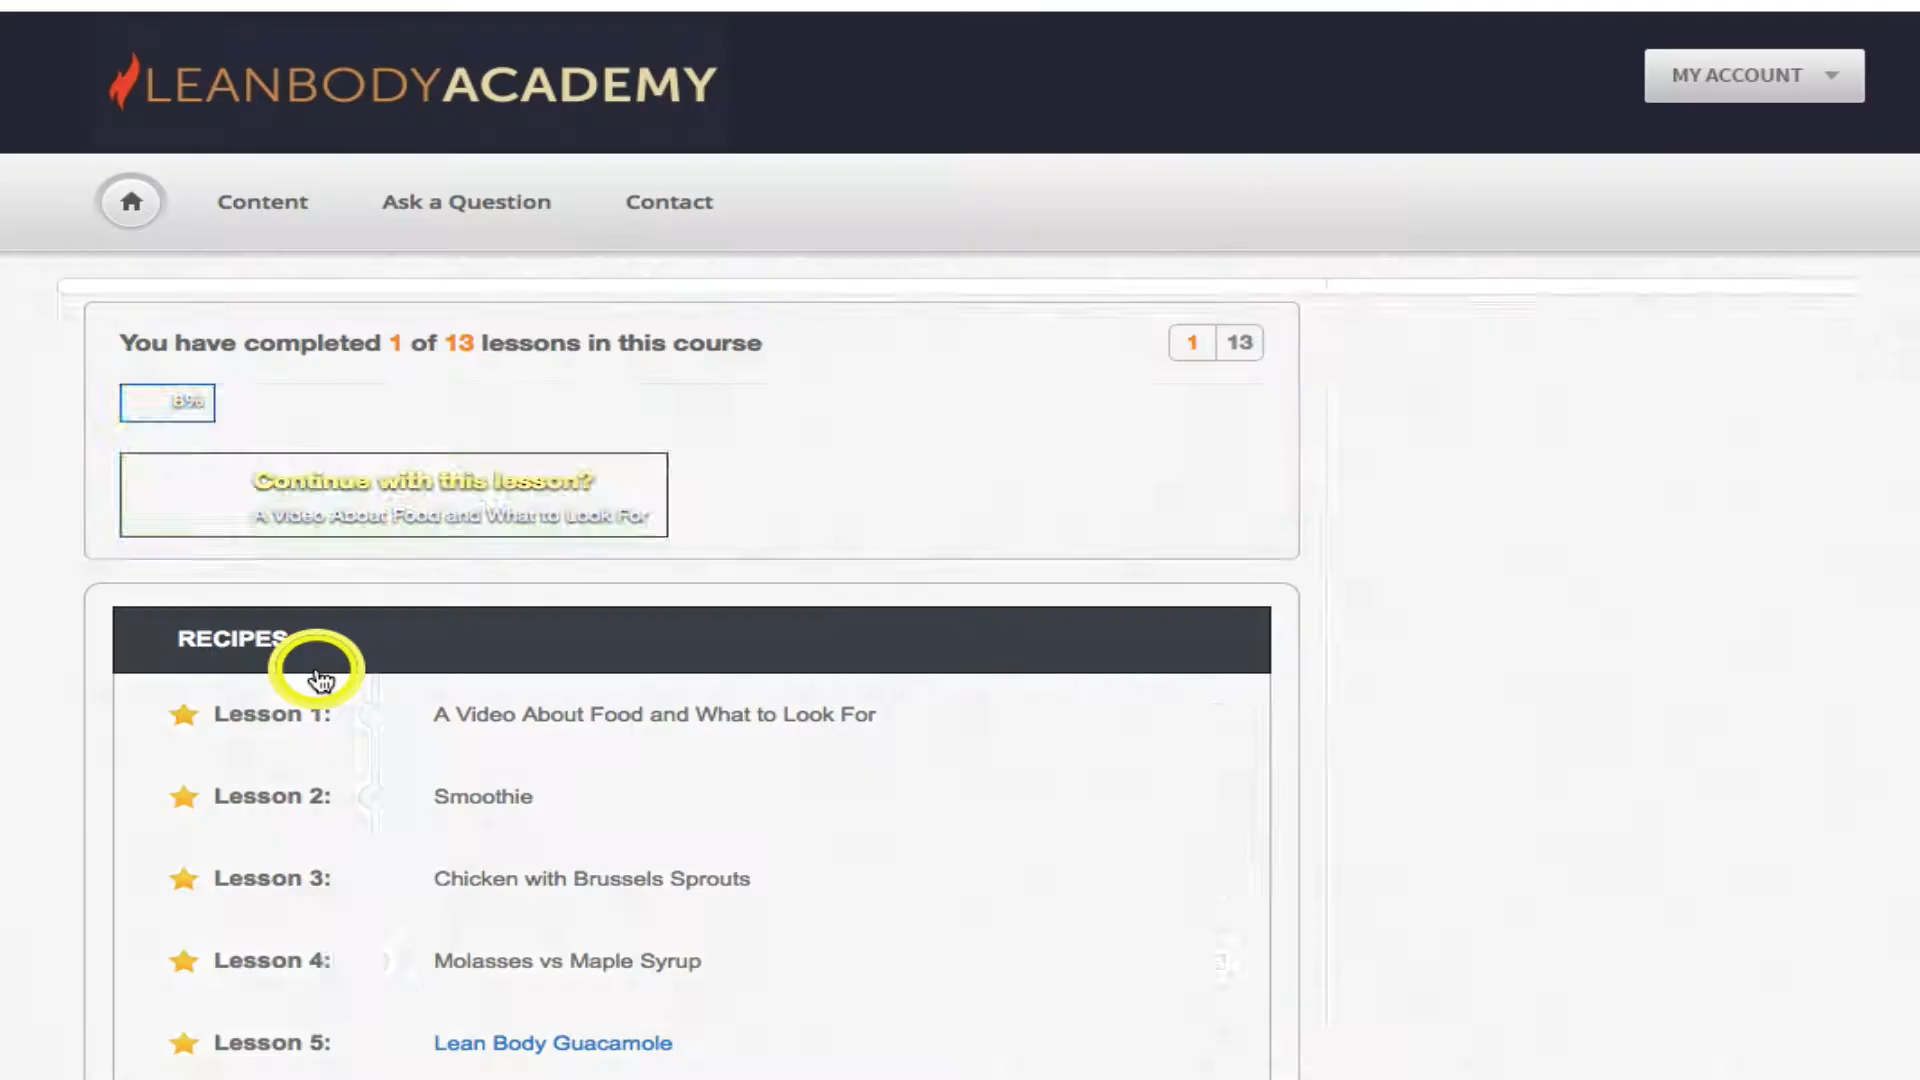 LEANBODYACADEMY
MY ACCOUNT
Content Ask a Question Contact
You have completed 1 of 13 lessons in this course
1 13
8%
Continue with this lesson?
A Video About Food and What to Look For
RECIPES
Lesson 1: A Video About Food and What to Look For
Lesson 2: Smoothie
Lesson 3: Chicken with Brussels Sprouts
Lesson 4: Molasses vs Maple Syrup
Lesson 5: Lean Body Guacamole